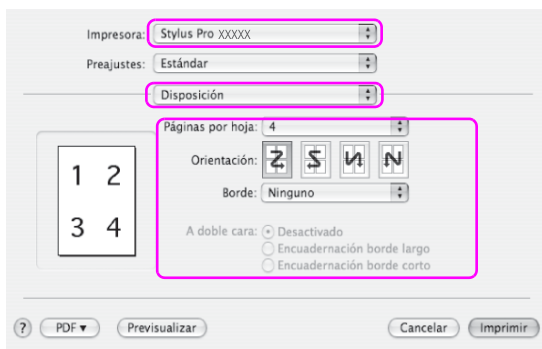 Impresora: Stylus Pro XXXXX
Preajustes: Estándar
Disposición
Páginas por hoja: 4
Orientación:
Borde: Ninguno
1 2
3 4
A doble cara: Desactivado
Encuadernación borde largo
Encuadernación borde corto
? PDF▼ Previsualizar Cancelar Imprimir